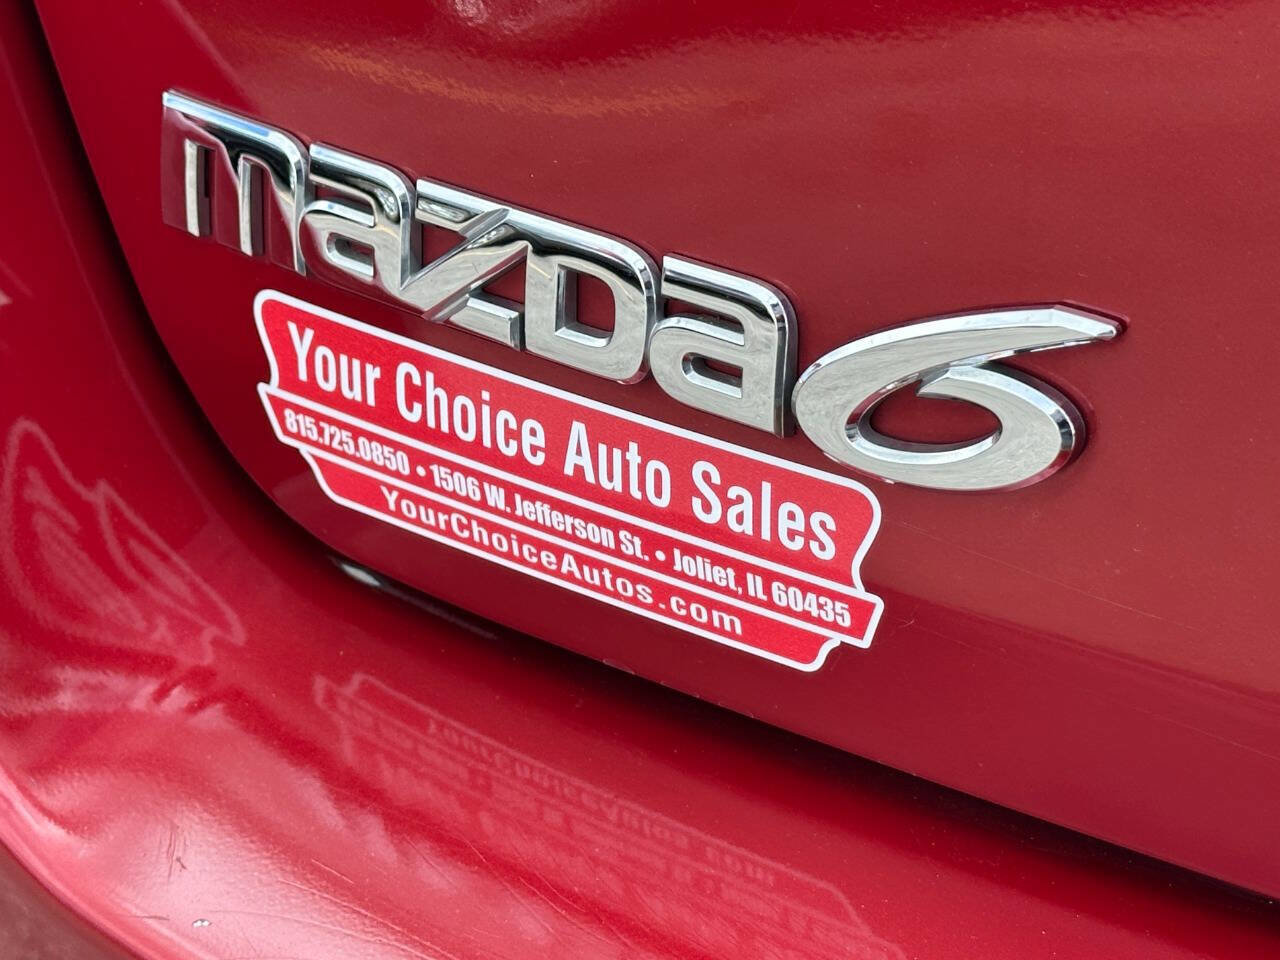 mazDa6
Your Choice Auto Sales
815.725.0850 • 1506 W. Jefferson St. • Joliet, IL 60435
YourChoiceAutos.com